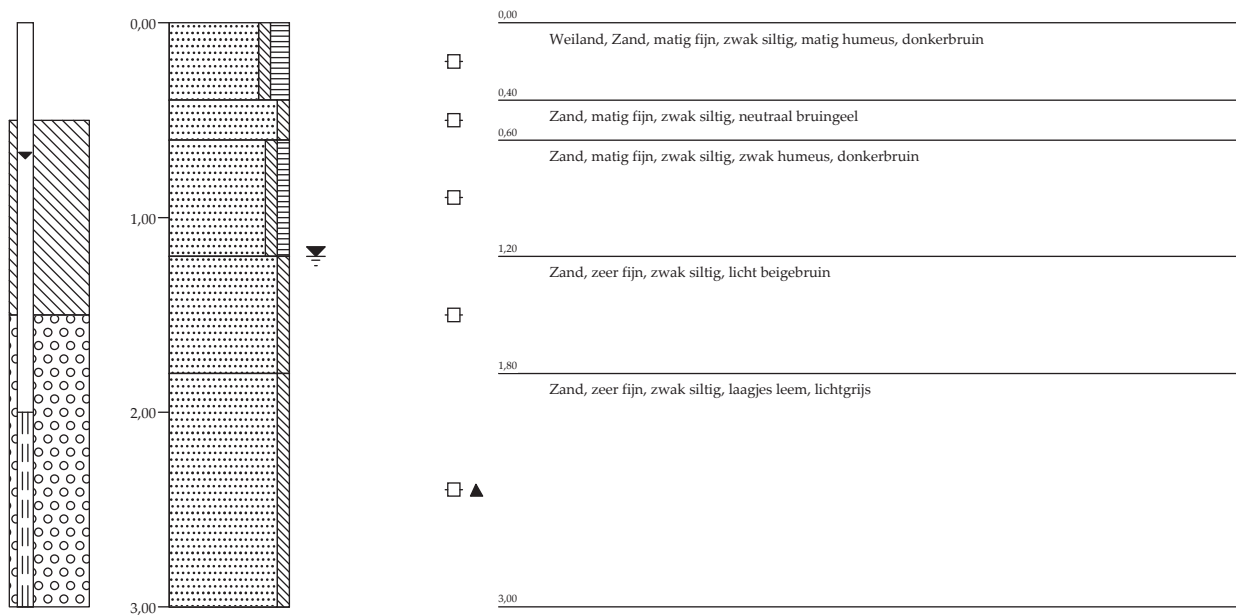 0,00
1,00
2,00
3,00
0,00
Weiland, Zand, matig fijn, zwak siltig, matig humeus, donkerbruin
0,40
Zand, matig fijn, zwak siltig, neutraal bruingeel
0,60
Zand, matig fijn, zwak siltig, zwak humeus, donkerbruin
1,20
Zand, zeer fijn, zwak siltig, licht beigebruin
1,80
Zand, zeer fijn, zwak siltig, laagjes leem, lichtgrijs
3,00